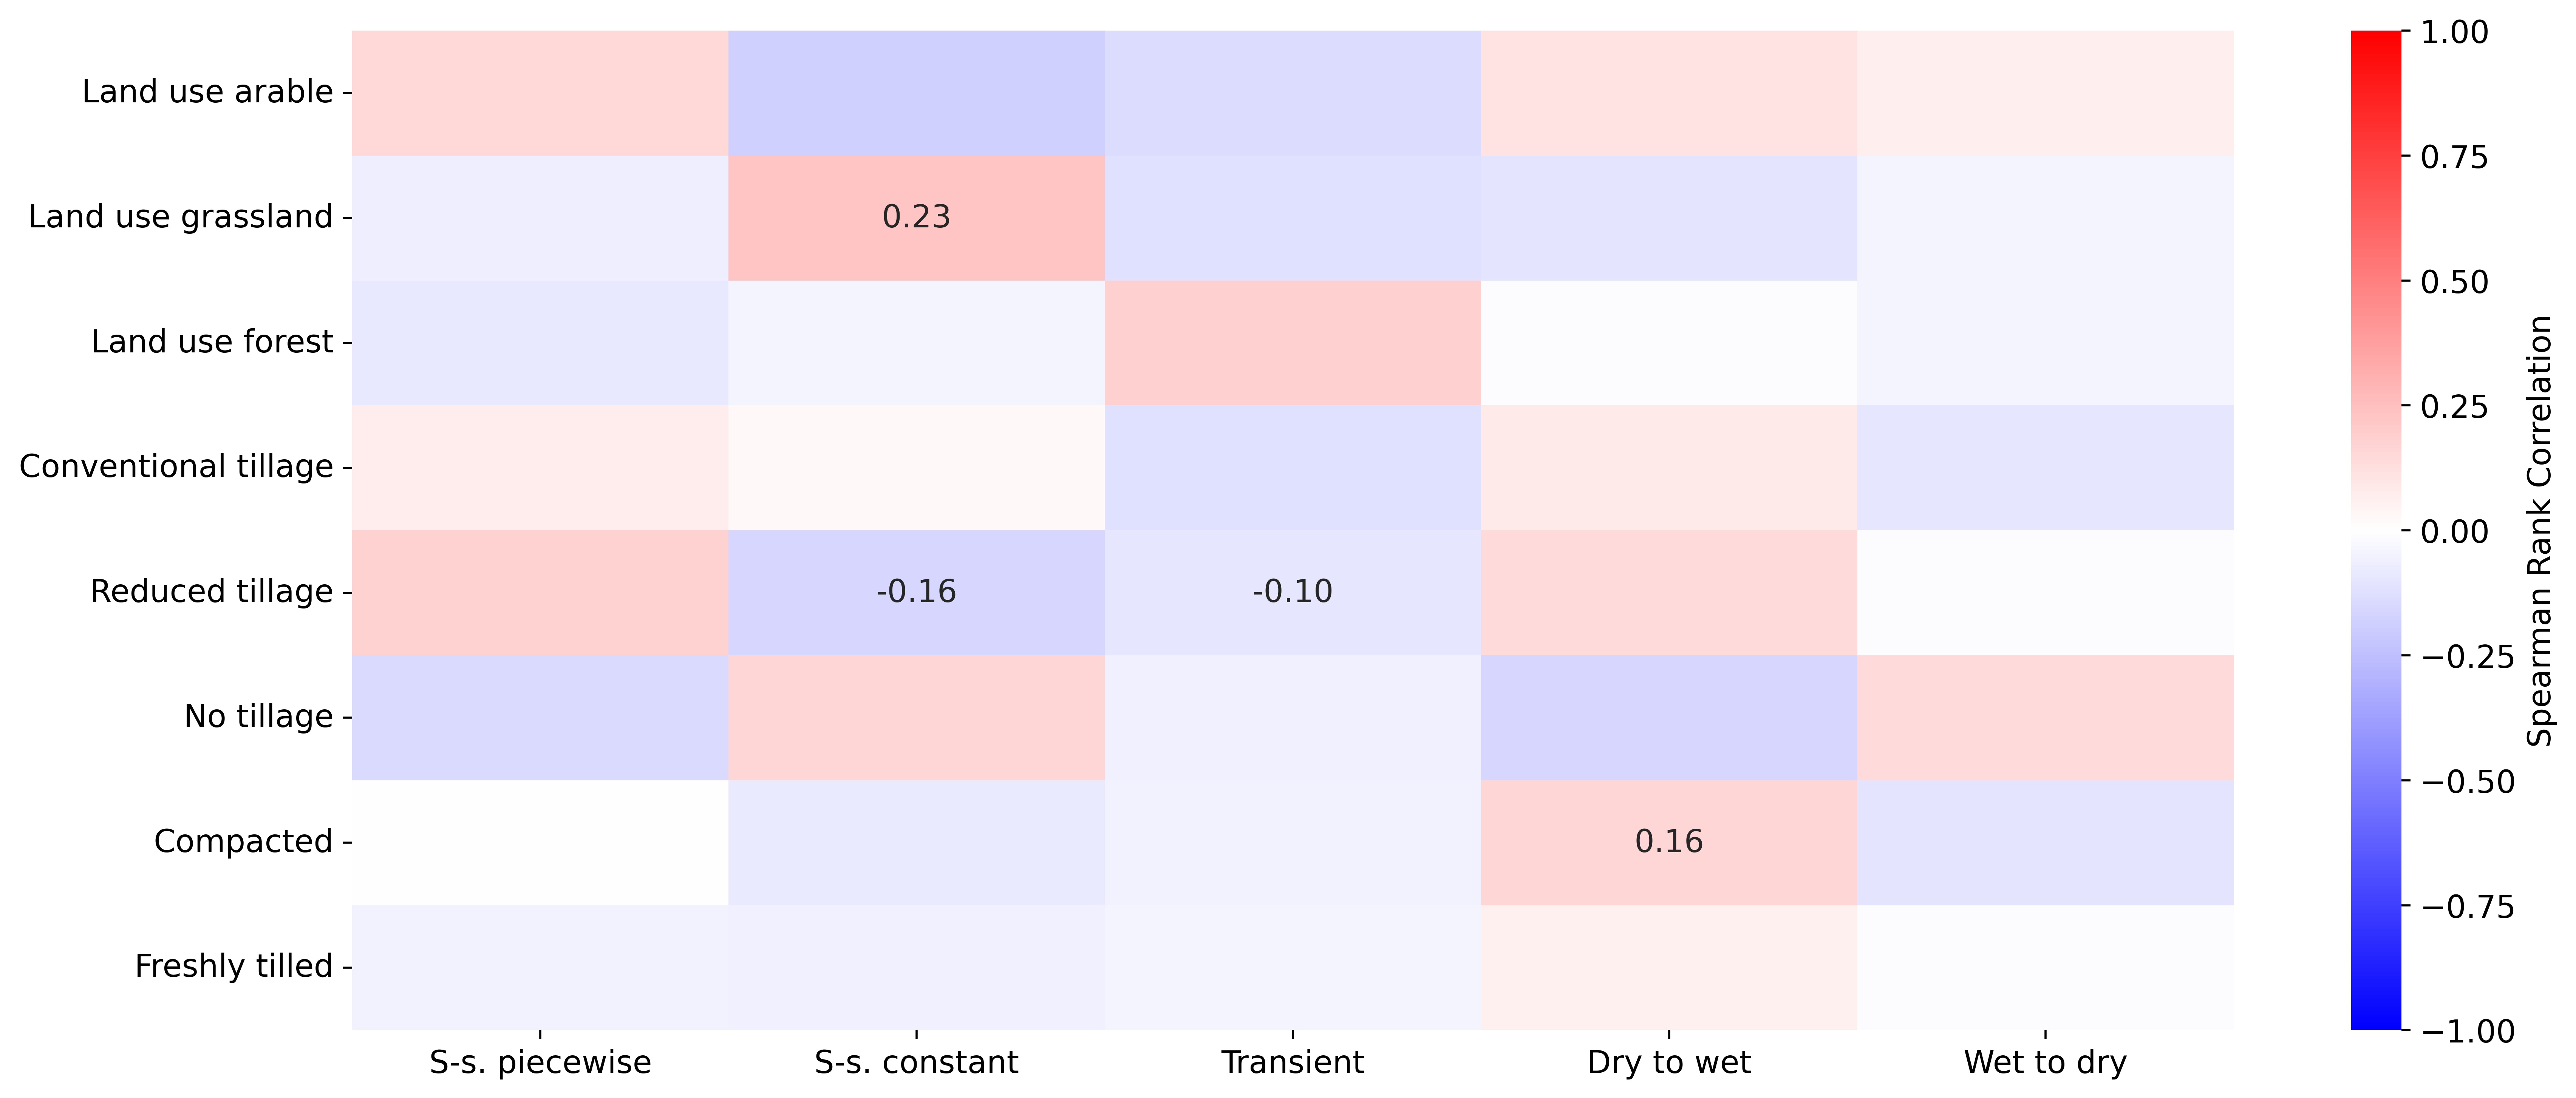 Land use arable
Land use grassland
Land use forest
Conventional tillage
Reduced tillage
No tillage
Compacted
Freshly tilled
0.23
-0.16
-0.10
0.16
S-s. piecewise
S-s. constant
Transient
Dry to wet
Wet to dry
1.00
0.75
0.50
0.25
0.00
−0.25
−0.50
−0.75
−1.00
Spearman Rank Correlation